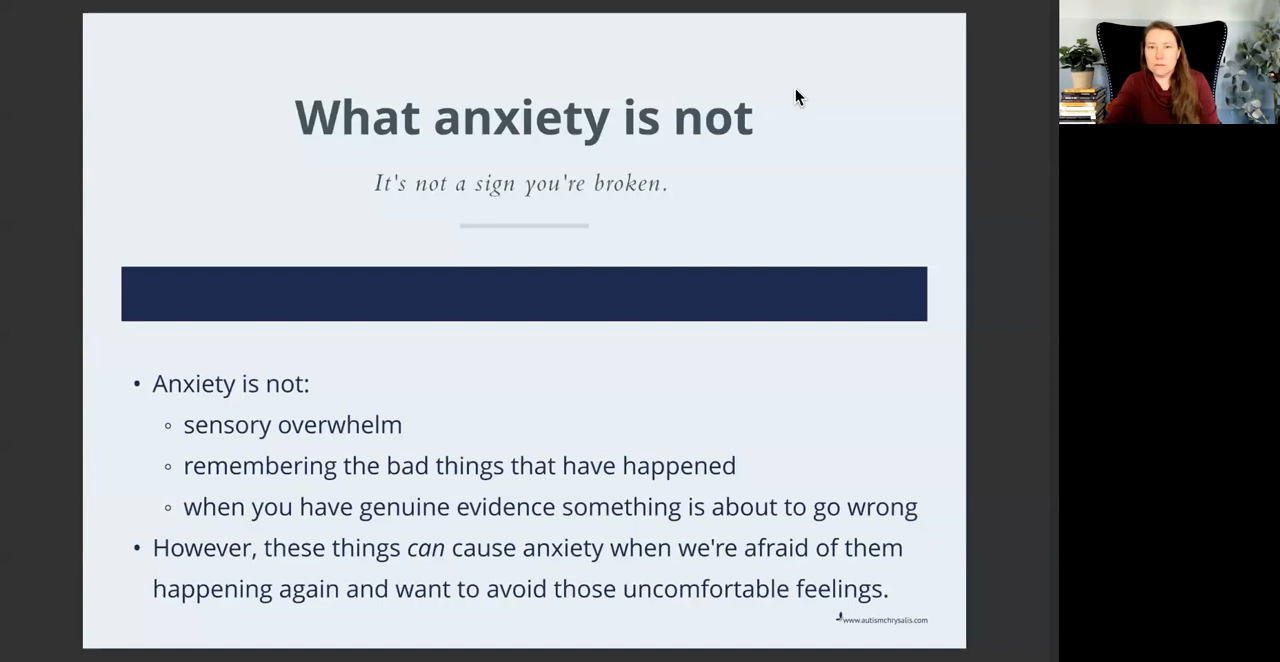 What anxiety is not
It's not a sign you're broken.
• Anxiety is not:
◦ sensory overwhelm
◦ remembering the bad things that have happened
◦ when you have genuine evidence something is about to go wrong
• However, these things can cause anxiety when we're afraid of them
happening again and want to avoid those uncomfortable feelings.
www.autismchrysalis.com